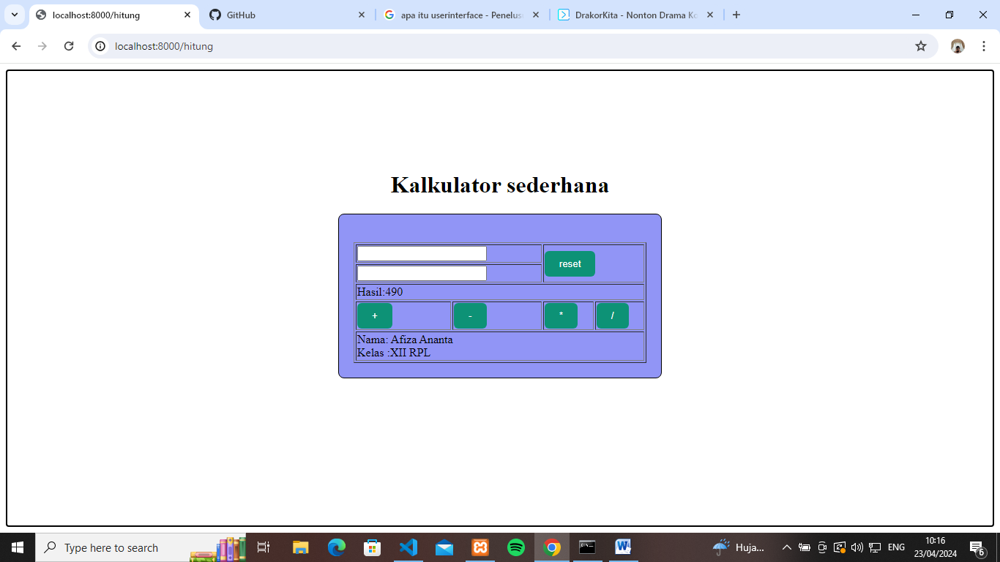 localhost:8000/hitung
GitHub
apa itu userinterface - Penelus
DrakorKita - Nonton Drama Ko
localhost:8000/hitung
Kalkulator sederhana
reset
Hasil:490
+ - * /
Nama: Afiza Ananta
Kelas :XII RPL
Type here to search
Huja...
ENG
10:16
23/04/2024
6